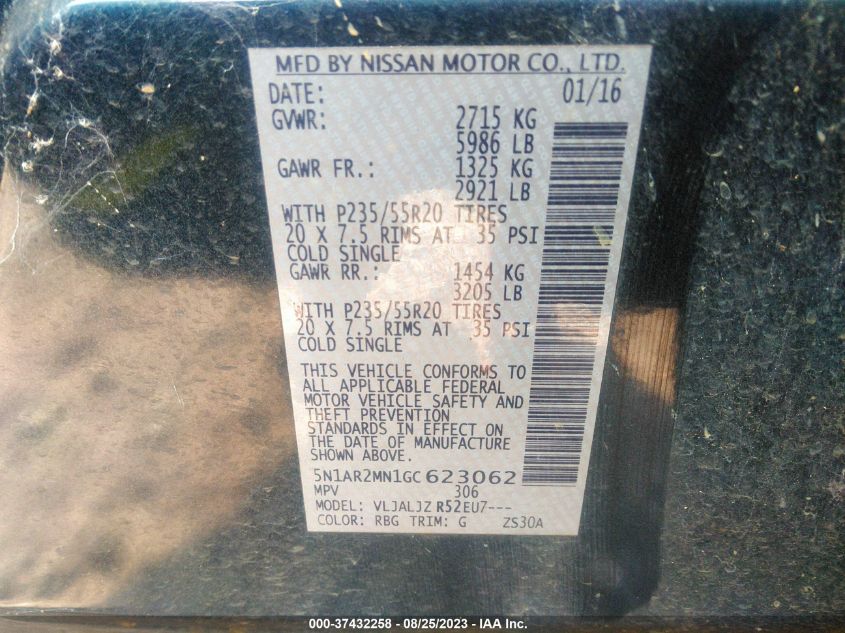 MFD BY NISSAN MOTOR CO., LTD.
DATE: 01/16
GVWR: 2715 KG
5986 LB
GAWR FR.: 1325 KG
2921 LB
WITH P235/55R20 TIRES
20 X 7.5 RIMS AT 35 PSI
COLD SINGLE
GAWR RR.: 1454 KG
3205 LB
WITH P235/55R20 TIRES
20 X 7.5 RIMS AT 35 PSI
COLD SINGLE
THIS VEHICLE CONFORMS TO
ALL APPLICABLE FEDERAL
MOTOR VEHICLE SAFETY AND
THEFT PREVENTION
STANDARDS IN EFFECT ON
THE DATE OF MANUFACTURE
SHOWN ABOVE.
5N1AR2MN1GC623062
MPV 306
MODEL: VLJALJZ R52EU7---
COLOR: RBG TRIM: G ZS30A
000-37432258 - 08/25/2023 - IAA Inc.